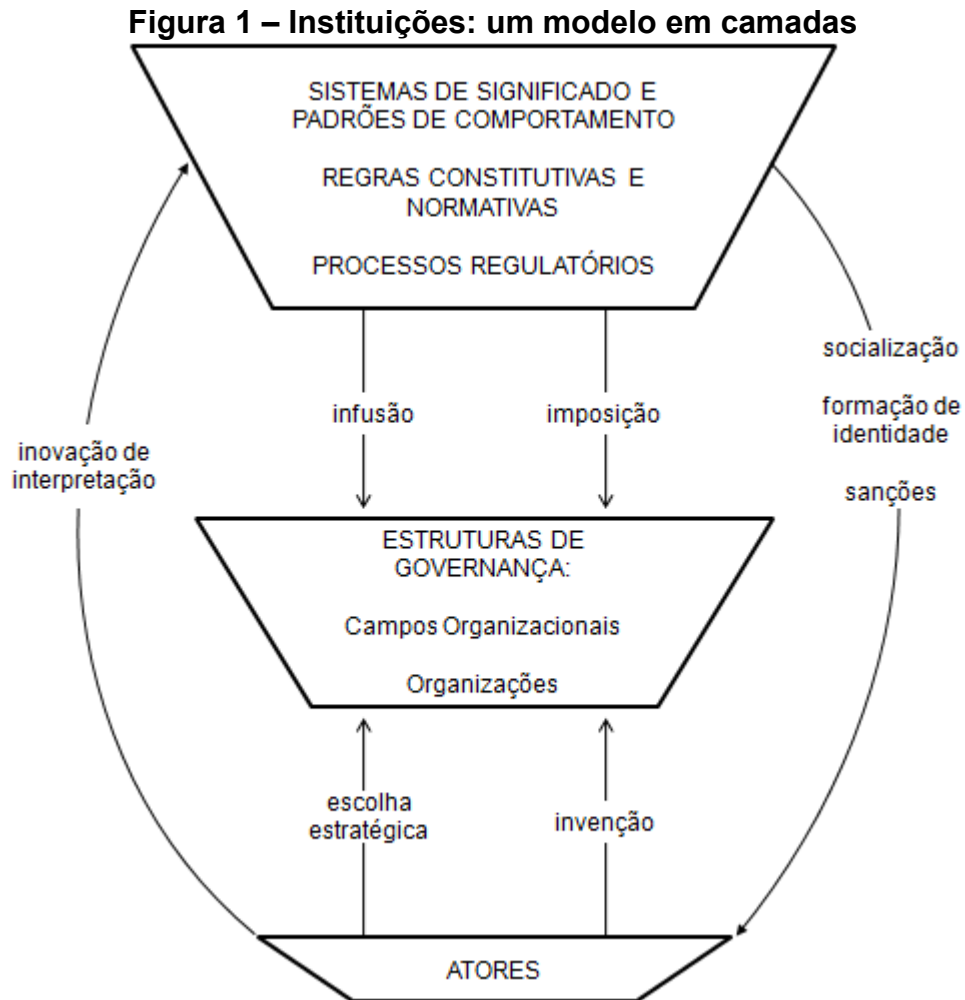 Figura 1 – Instituições: um modelo em camadas
SISTEMAS DE SIGNIFICADO E
PADRÕES DE COMPORTAMENTO
REGRAS CONSTITUTIVAS E
NORMATIVAS
PROCESSOS REGULATÓRIOS
socialização
formação de
identidade
sanções
infusão
imposição
inovação de
interpretação
ESTRUTURAS DE
GOVERNANÇA:
Campos Organizacionais
Organizações
escolha
estratégica
invenção
ATORES